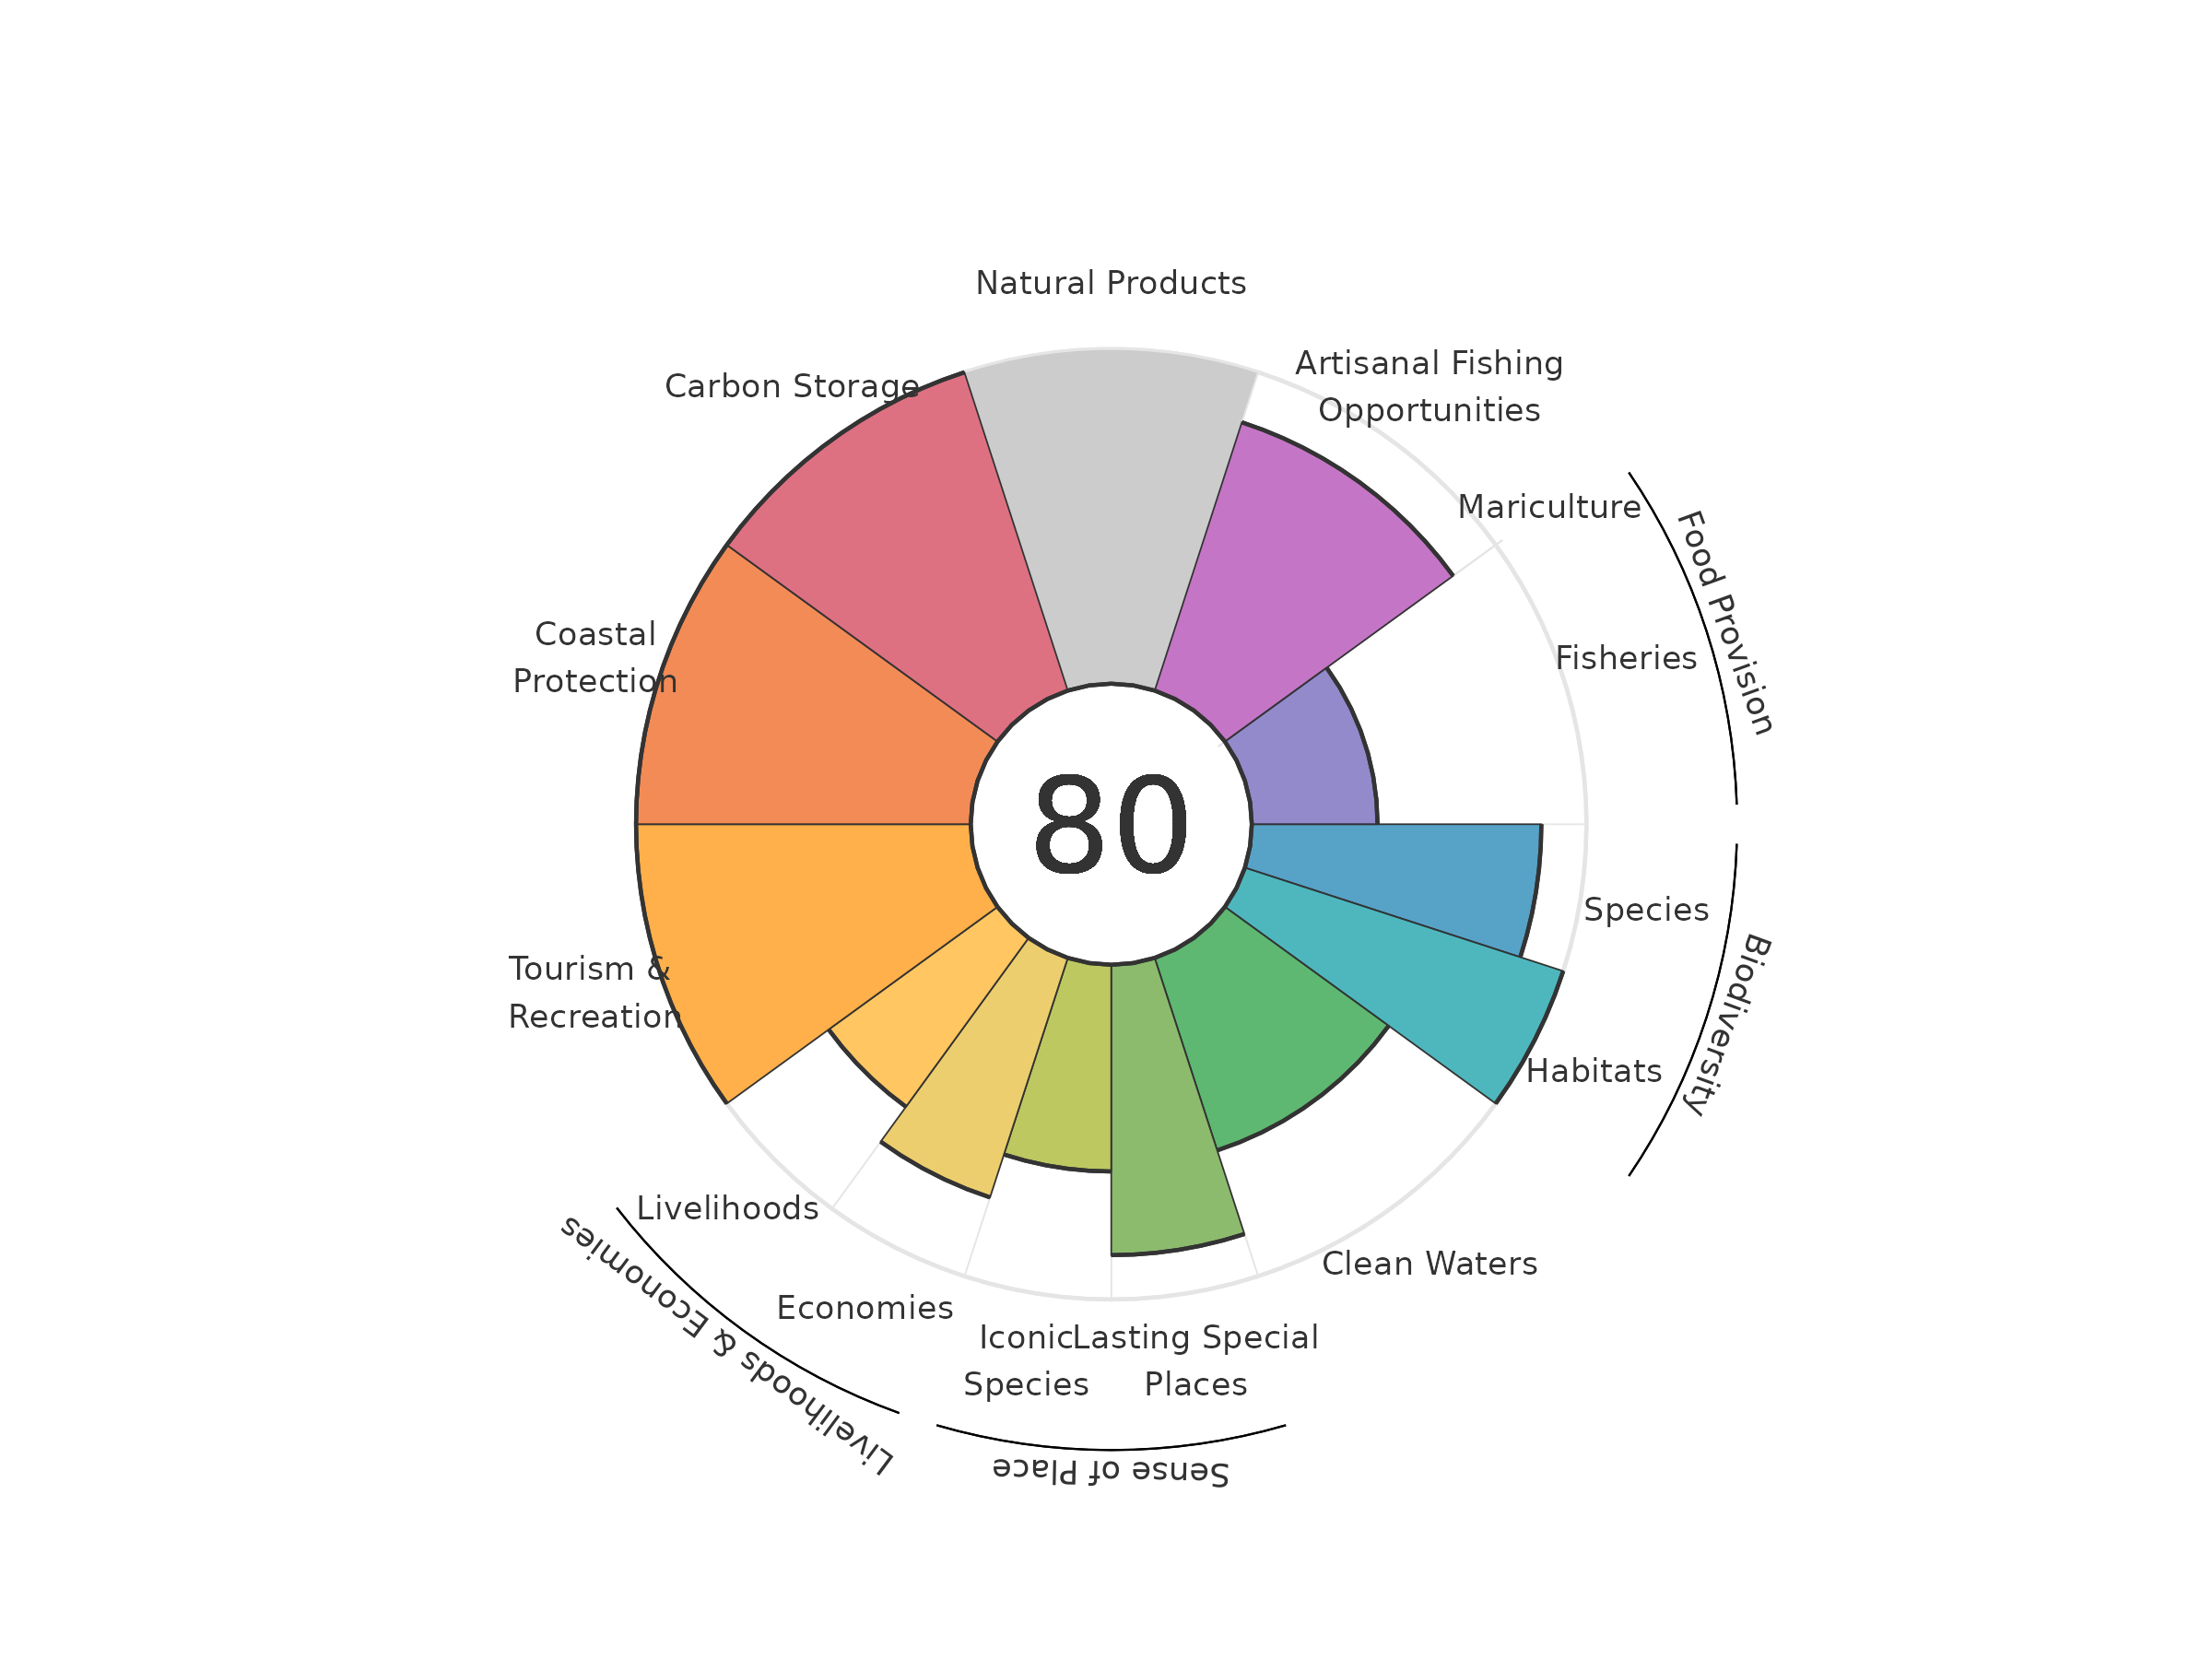 Natural Products
Artisanal Fishing
Opportunities
Carbon Storage
Mariculture
Food Provision
Coastal
Protection
Fisheries
80
Species
Biodiversity
Tourism &
Recreation
Habitats
Livelihoods
Livelihoods & Economies
Clean Waters
Economies
Iconic
Species
Lasting Special
Places
Sense of Place